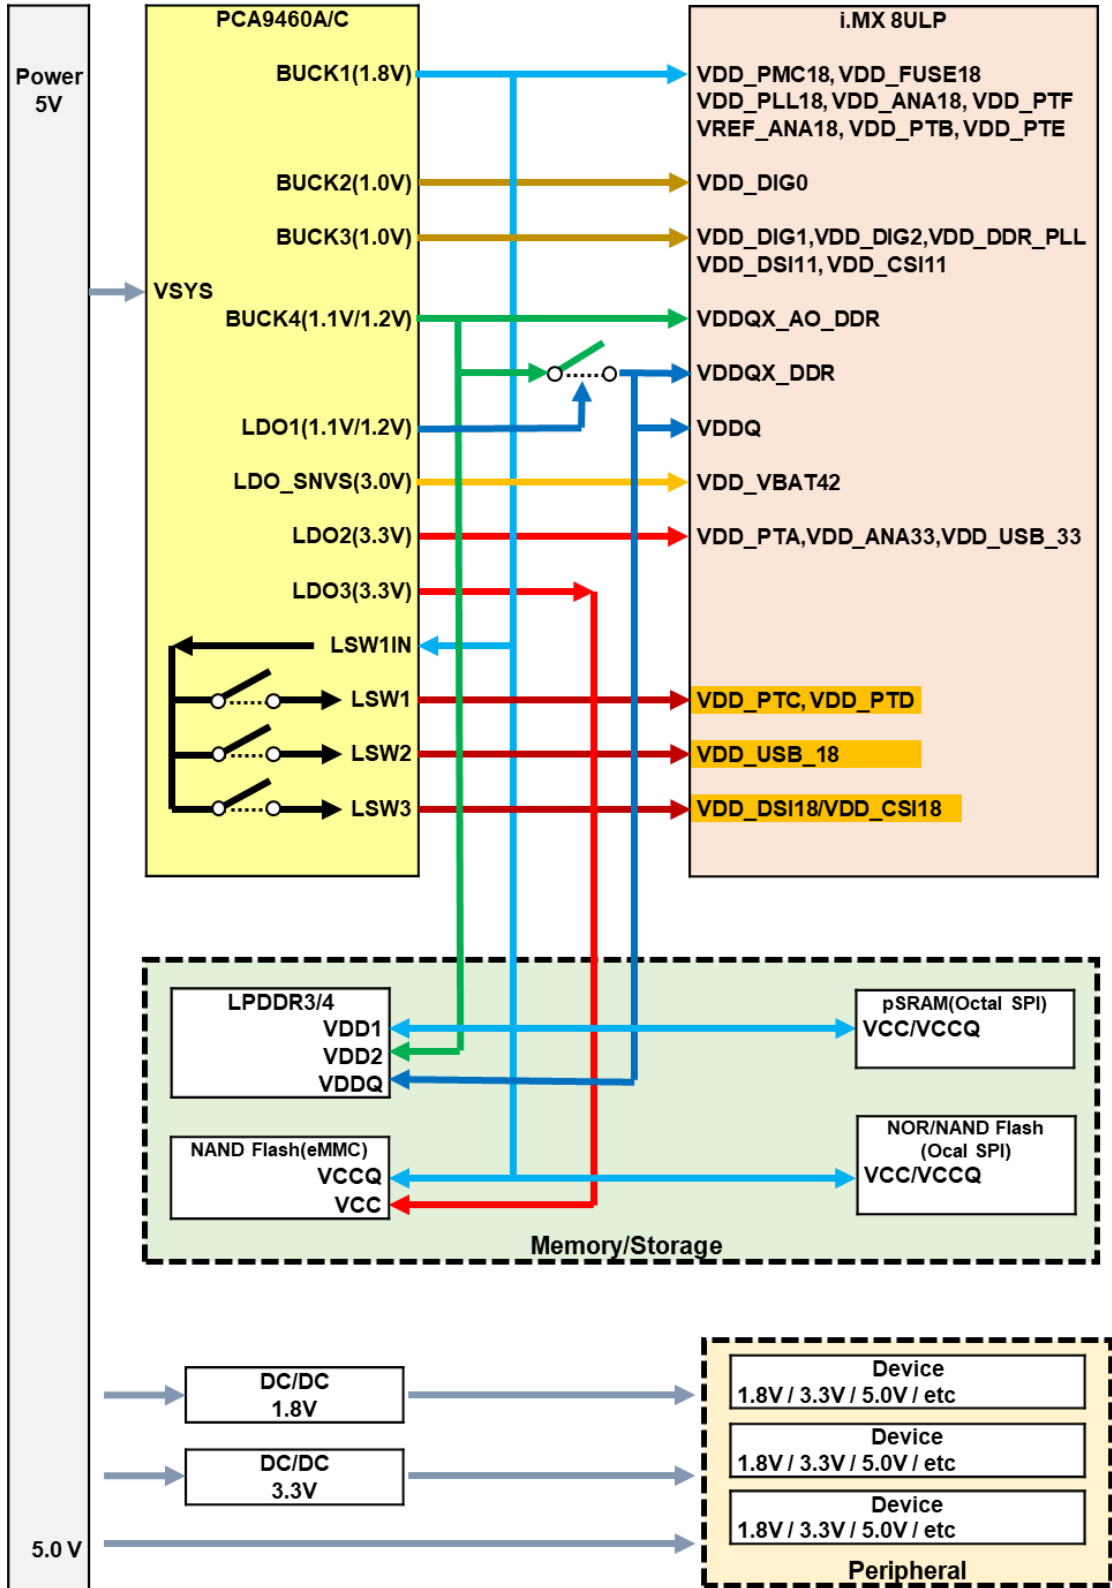 Power
5V
PCA9460A/C
BUCK1(1.8V)
BUCK2(1.0V)
BUCK3(1.0V)
VSYS
BUCK4(1.1V/1.2V)
LDO1(1.1V/1.2V)
LDO_SNVS(3.0V)
LDO2(3.3V)
LDO3(3.3V)
LSW1IN
LSW1
LSW2
LSW3
i.MX 8ULP
VDD_PMC18, VDD_FUSE18
VDD_PLL18, VDD_ANA18, VDD_PTF
VREF_ANA18, VDD_PTB, VDD_PTE
VDD_DIG0
VDD_DIG1,VDD_DIG2,VDD_DDR_PLL
VDD_DSI11, VDD_CSI11
VDDQX_AO_DDR
VDDQX_DDR
VDDQ
VDD_VBAT42
VDD_PTA,VDD_ANA33,VDD_USB_33
VDD_PTC, VDD_PTD
VDD_USB_18
VDD_DSI18/VDD_CSI18
LPDDR3/4
VDD1
VDD2
VDDQ
pSRAM(Octal SPI)
VCC/VCCQ
NAND Flash(eMMC)
VCCQ
VCC
NOR/NAND Flash
(Ocal SPI)
VCC/VCCQ
Memory/Storage
DC/DC
1.8V
DC/DC
3.3V
5.0 V
Device
1.8V / 3.3V / 5.0V / etc
Device
1.8V / 3.3V / 5.0V / etc
Device
1.8V / 3.3V / 5.0V / etc
Peripheral